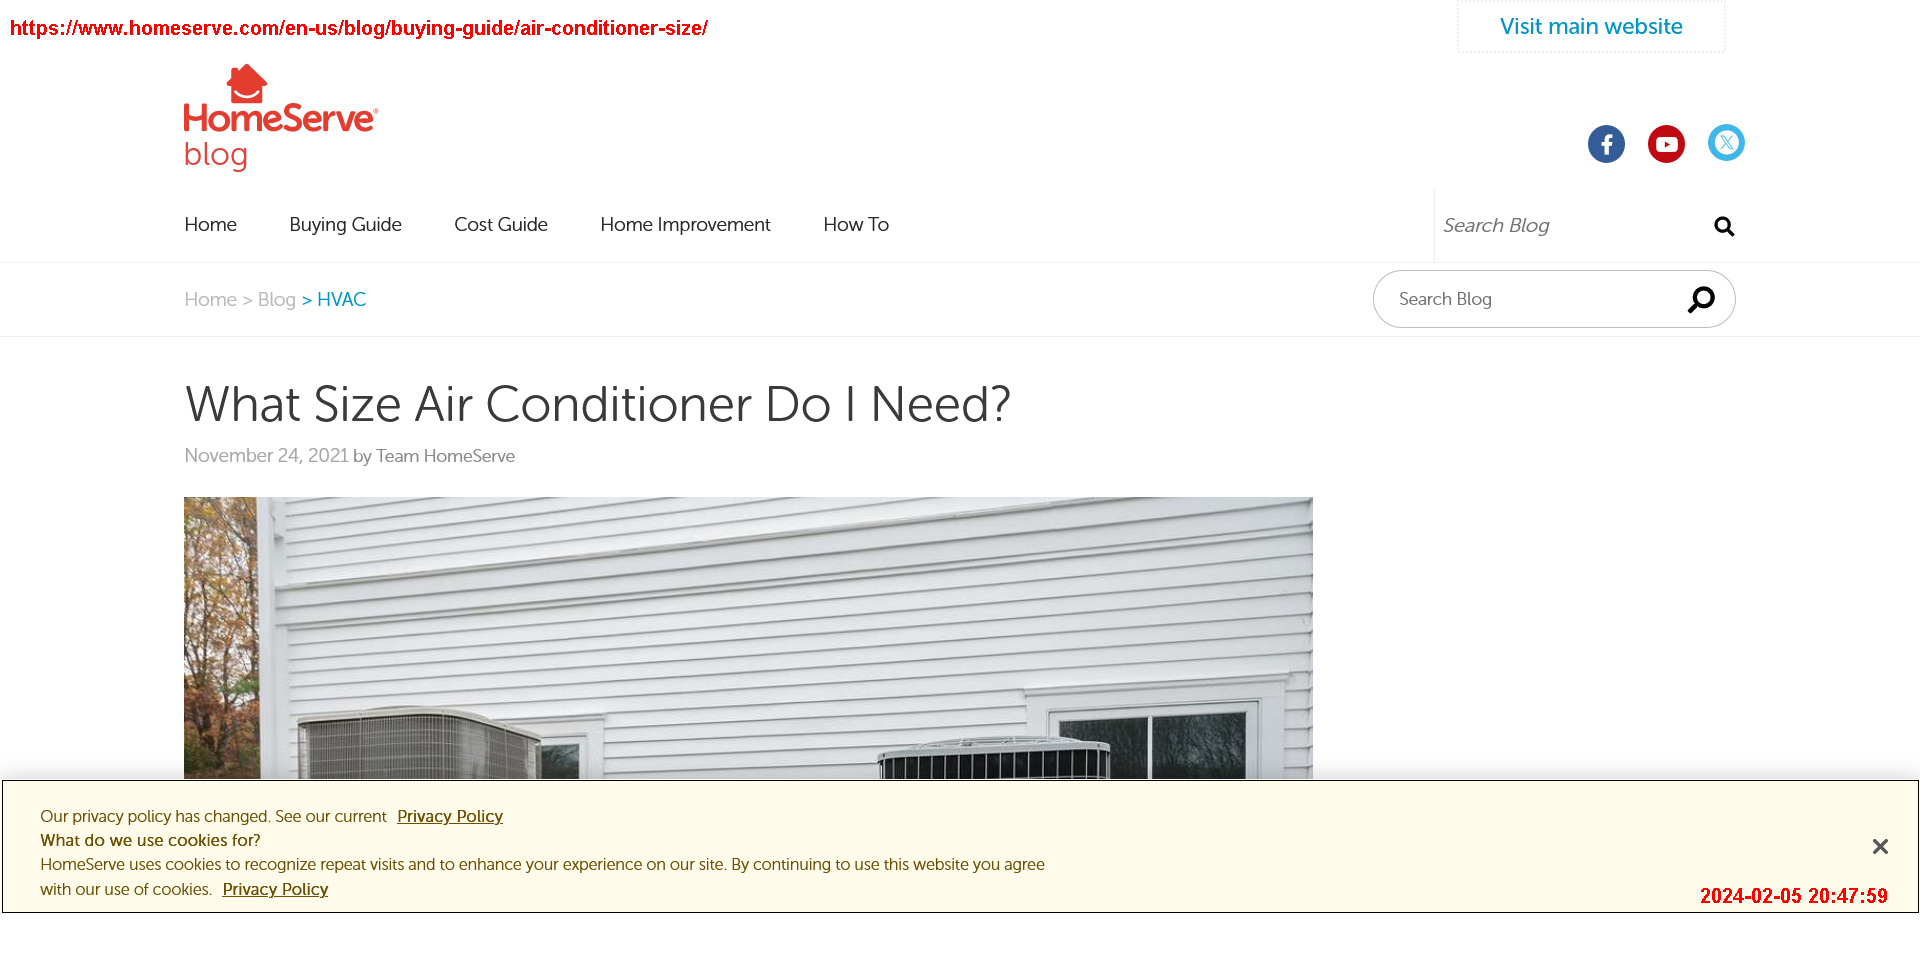 https://www.homeserve.com/en-us/blog/buying-guide/air-conditioner-size/
Visit main website
HomeServe®
blog
Home Buying Guide Cost Guide Home Improvement How To
Search Blog
Home > Blog > HVAC
Search Blog
What Size Air Conditioner Do I Need?
November 24, 2021 by Team HomeServe
Our privacy policy has changed. See our current Privacy Policy
What do we use cookies for?
HomeServe uses cookies to recognize repeat visits and to enhance your experience on our site. By continuing to use this website you agree
with our use of cookies. Privacy Policy
2024-02-05 20:47:59